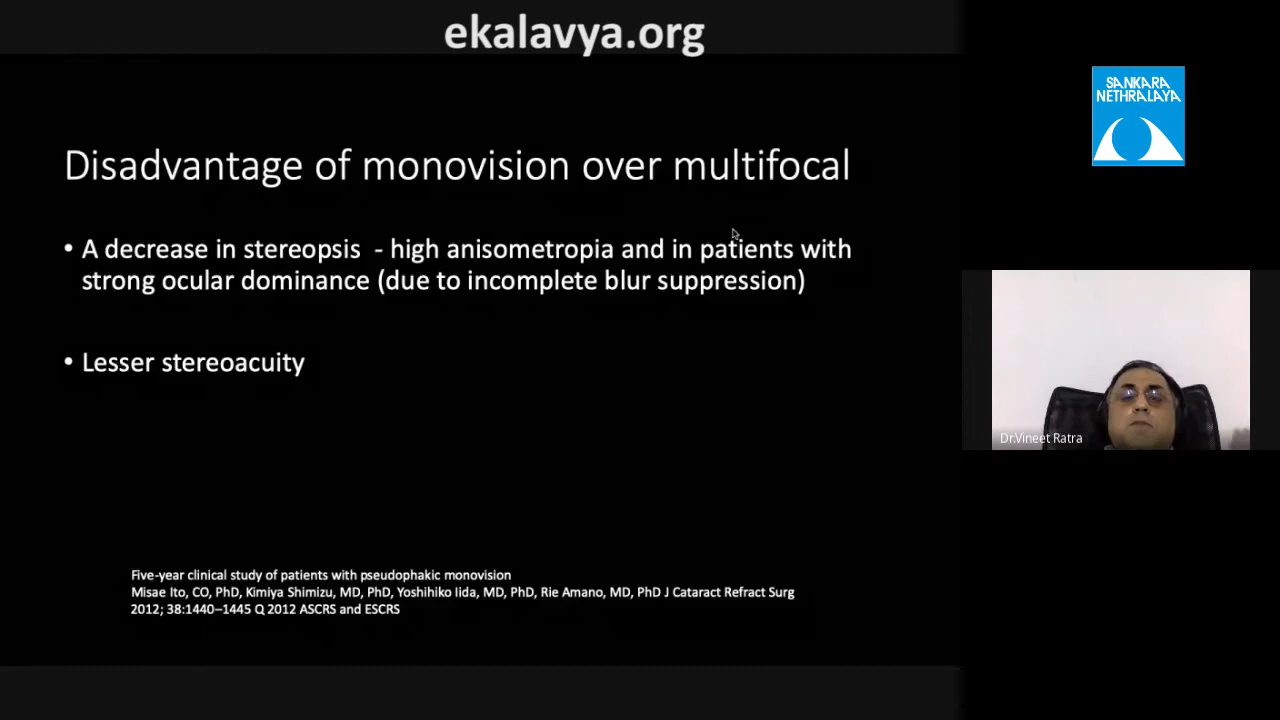 ekalavya.org
SANKARA
NETHRALAYA
Disadvantage of monovision over multifocal
• A decrease in stereopsis - high anisometropia and in patients with
strong ocular dominance (due to incomplete blur suppression)
• Lesser stereoacuity
Dr.Vineet Ratra
Five-year clinical study of patients with pseudophakic monovision
Misae Ito, CO, PhD, Kimiya Shimizu, MD, PhD, Yoshihiko Iida, MD, PhD, Rie Amano, MD, PhD J Cataract Refract Surg
2012; 38:1440–1445 Q 2012 ASCRS and ESCRS